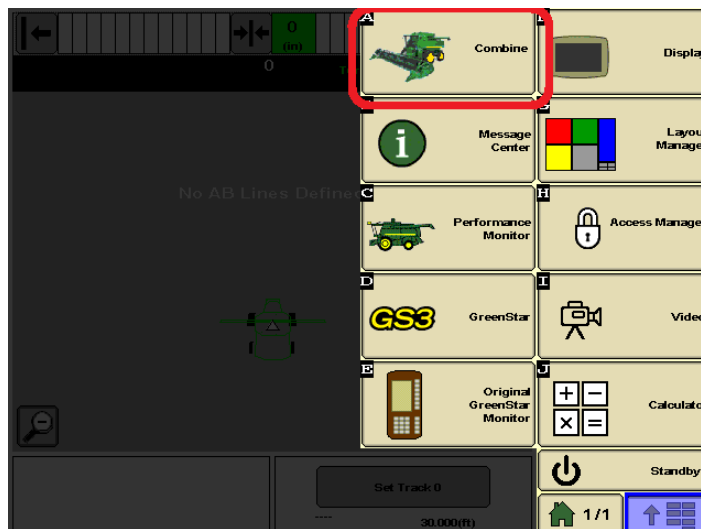 0
(in)
0
No AB Lines Define
Set Track 0
----
30.000(ft)
A
Combine
Displa
Message
Center
Layou
Manage
C
Performance
Monitor
H
Access Manage
D
GS3
GreenStar
I
Vide
E
Original
GreenStar
Monitor
J
Calculato
Standby
1/1